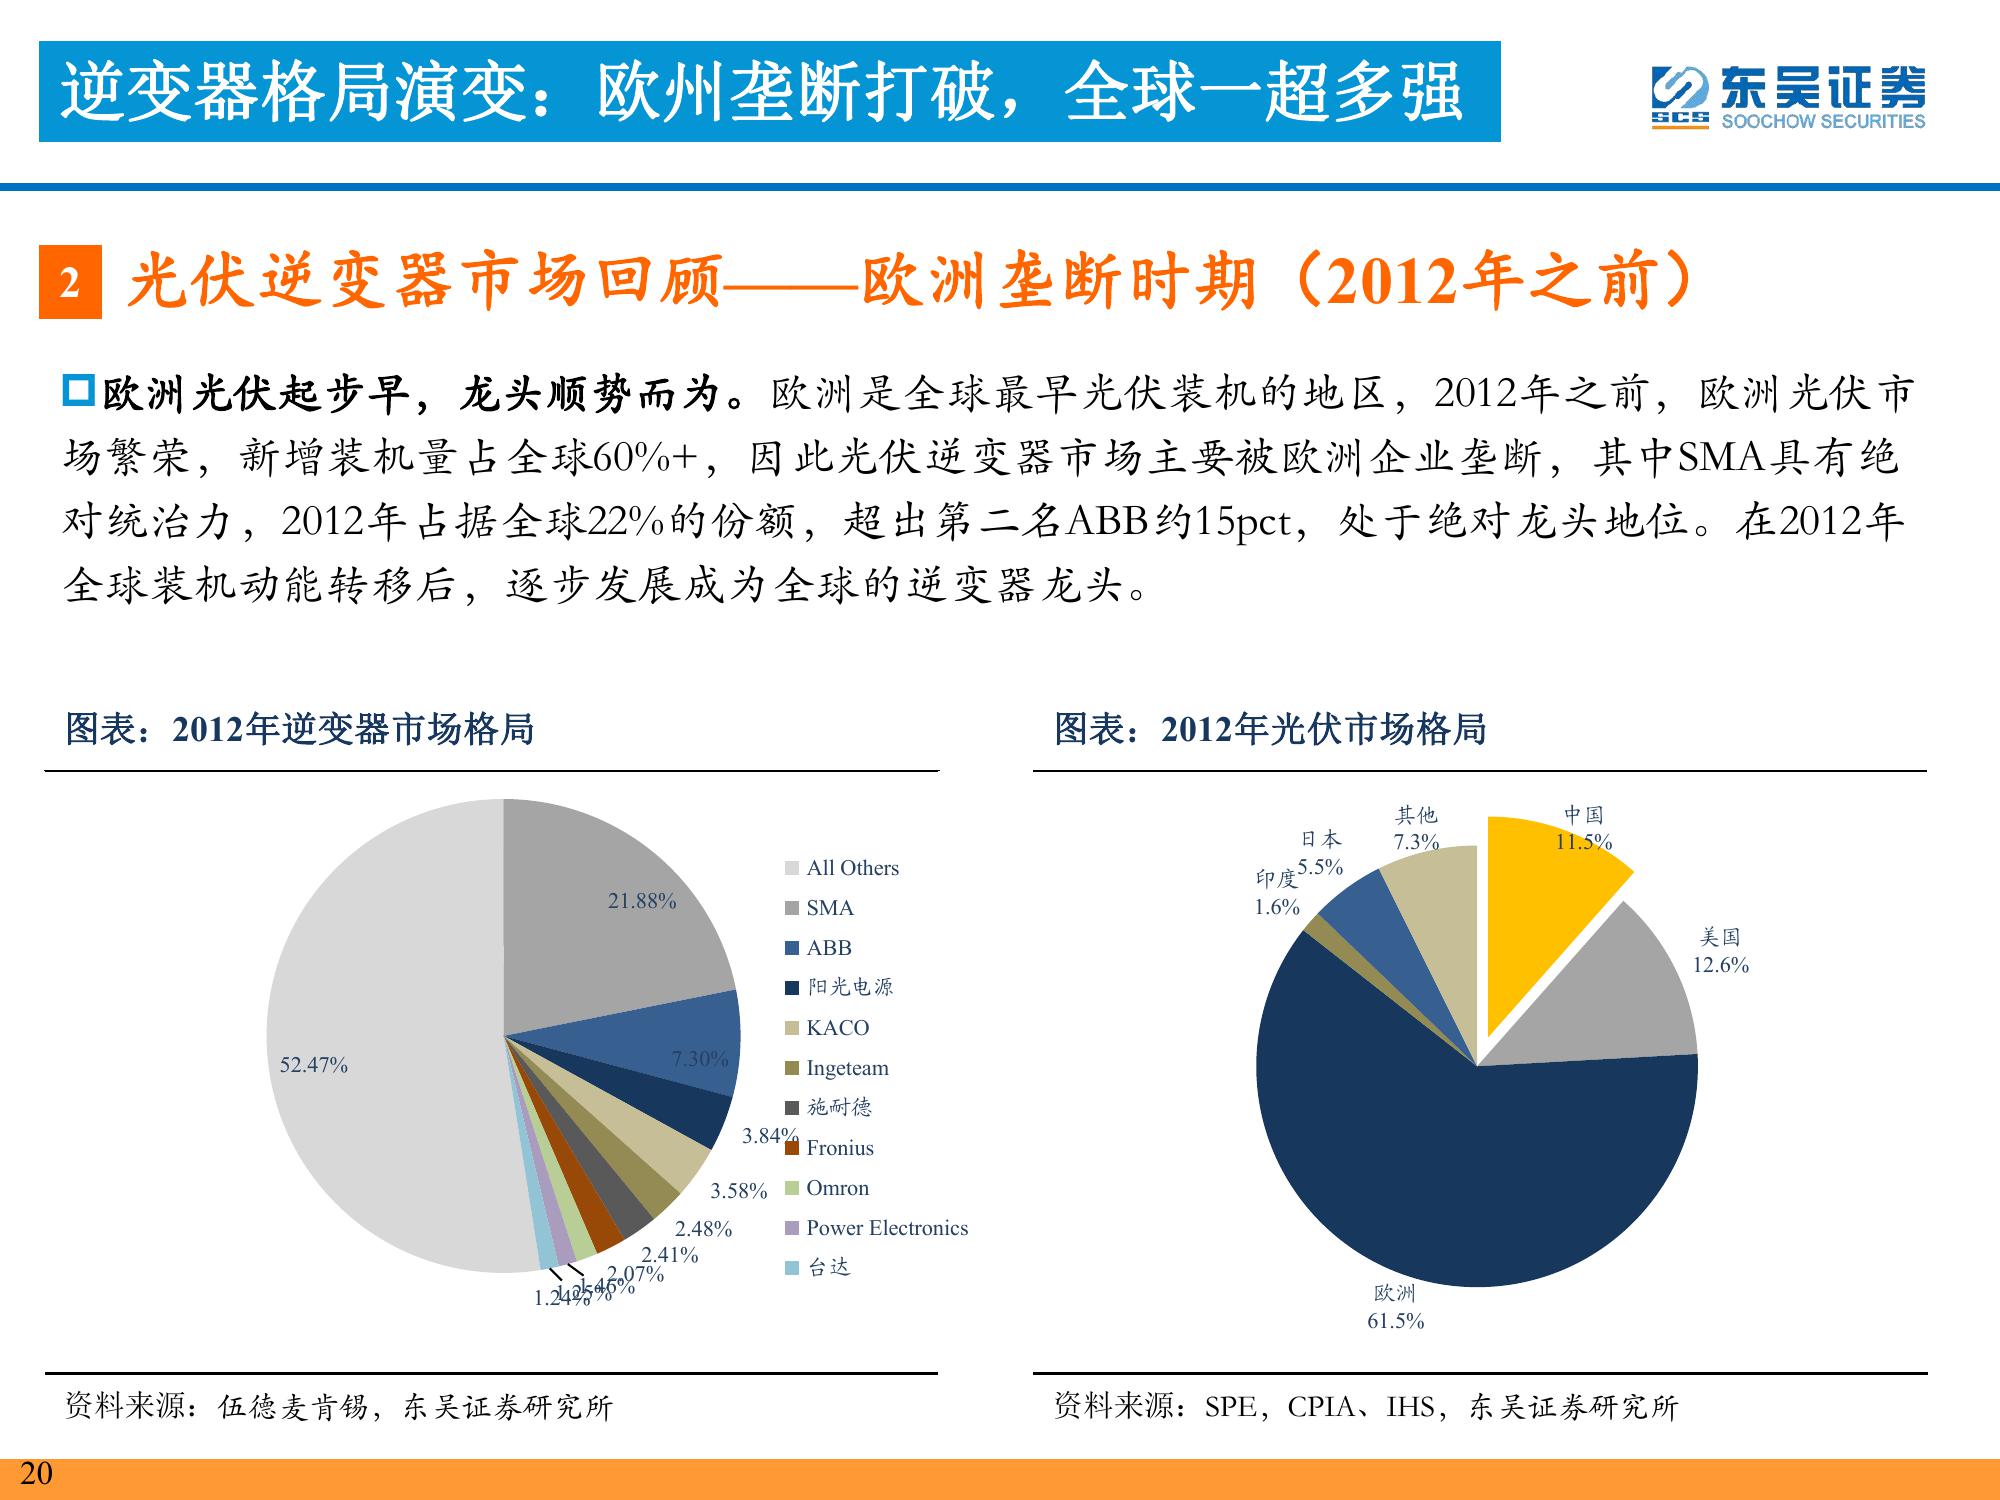 逆变器格局演变：欧州垄断打破，全球一超多强
东吴证券
SCS
SOOCHOW SECURITIES
2
光伏逆变器市场回顾——欧洲垄断时期（2012年之前）
欧洲光伏起步早，龙头顺势而为。欧洲是全球最早光伏装机的地区，2012年之前，欧洲光伏市
场繁荣，新增装机量占全球60%+，因此光伏逆变器市场主要被欧洲企业垄断，其中SMA具有绝
对统治力，2012年占据全球22%的份额，超出第二名ABB约15pct，处于绝对龙头地位。在2012年
全球装机动能转移后，逐步发展成为全球的逆变器龙头。
图表：2012年逆变器市场格局
21.88%
7.30%
3.84%
3.58%
2.48%
2.41%
2.07%
1.46%
1.25%
1.24%
52.47%
All Others
SMA
ABB
阳光电源
KACO
Ingeteam
施耐德
Fronius
Omron
Power Electronics
台达
资料来源：伍德麦肯锡，东吴证券研究所
图表：2012年光伏市场格局
中国
11.5%
美国
12.6%
欧洲
61.5%
印度
1.6%
日本
5.5%
其他
7.3%
资料来源：SPE，CPIA、IHS，东吴证券研究所
20